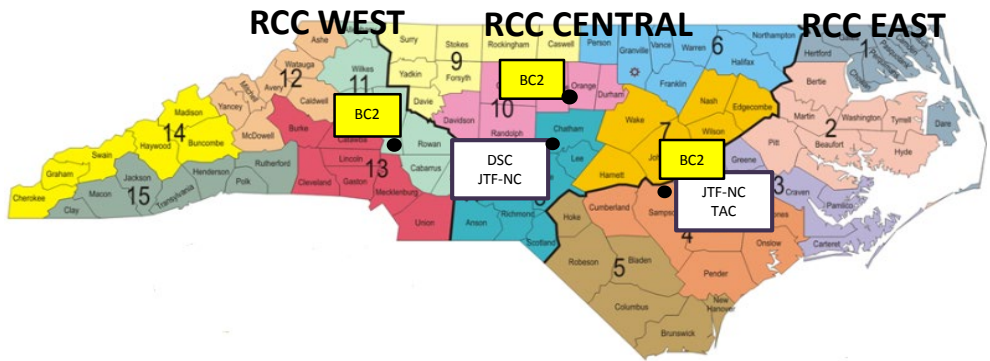 RCC WEST
RCC CENTRAL
RCC EAST
Ashe
Surry
Stokes
Rockingham
Caswell
Person
Granville
Vance
Warren
Northampton
Hertford
1
6
Halifax
Watauga
Wilkes
9
Yadkin
Forsyth
12
11
Avery
Caldwell
BC2
BC2
Orange
Durham
Franklin
Bertie
Nash
Edgecombe
Martin
Washington
Tyrrell
Dare
Madison
Yancey
Davie
Davidson
10
Randolph
Chatham
Wake
7
Wilson
2
14
Haywood
Buncombe
McDowell
Burke
Rowan
Pitt
Beaufort
Hyde
Swain
Graham
Cherokee
Rutherford
Lincoln
13
Cabarrus
Lee
BC2
Greene
Jackson
Henderson
Polk
Cleveland
Gaston
Mecklenburg
DSC
JTF-NC
Harnett
JTF-NC
TAC
3
Craven
Pamlico
Macon
15
Transylvania
Clay
Union
Anson
Richmond
Scotland
Hoke
Cumberland
4
Onslow
Carteret
Robeson
5
Bladen
Pender
Columbus
New
Hanover
Brunswick